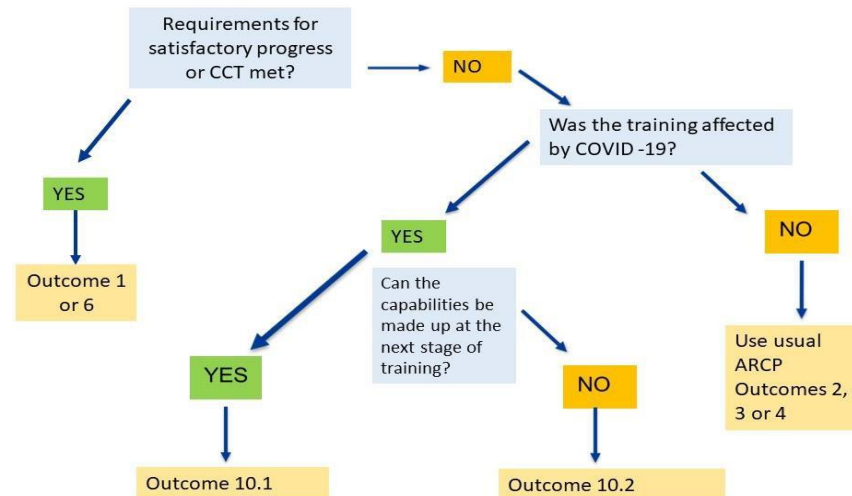 Requirements for
satisfactory progress
or CCT met?
NO
Was the training affected
by COVID -19?
YES
YES
NO
Outcome 1
or 6
Can the
capabilities be
made up at the
next stage of
training?
Use usual
ARCP
Outcomes 2,
3 or 4
YES
NO
Outcome 10.1
Outcome 10.2